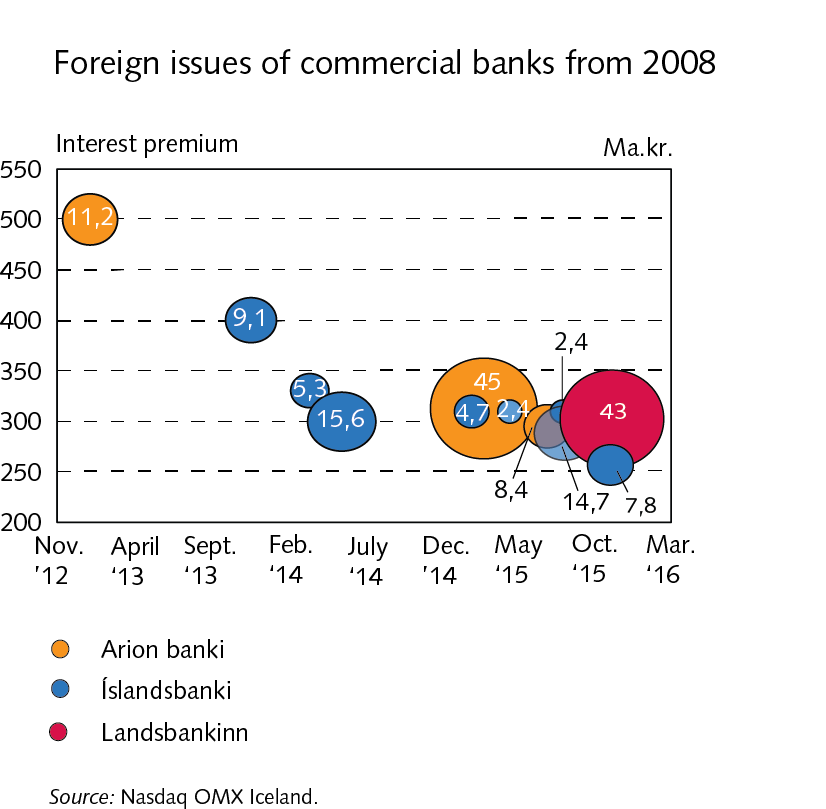 Foreign issues of commercial banks from 2008
Interest premium
Ma.kr.
550
500
450
400
350
300
250
200
11,2
9,1
5,3
15,6
45
4,7
2,4
2,4
43
8,4
14,7
7,8
Nov. April Sept. Feb. July Dec. May Oct. Mar.
’12 ‘13 ‘13 ‘14 ‘14 ’14 ‘15 ‘15 ‘16
Arion banki
Íslandsbanki
Landsbankinn
Source: Nasdaq OMX Iceland.